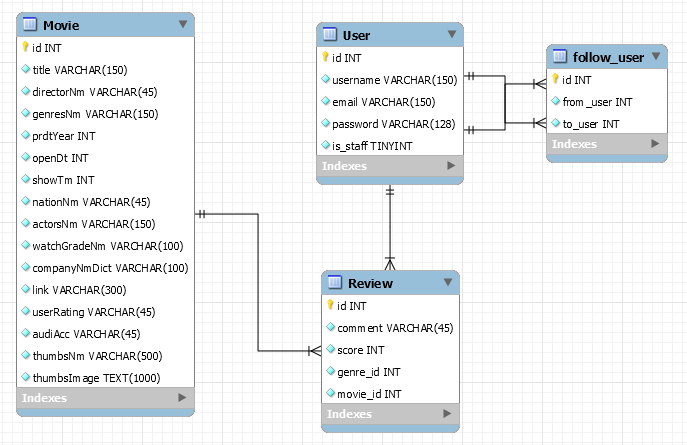 Movie
id INT
title VARCHAR(150)
directorNm VARCHAR(45)
genresNm VARCHAR(150)
prdtYear INT
openDt INT
showTm INT
nationNm VARCHAR(45)
actorsNm VARCHAR(150)
watchGradeNm VARCHAR(100)
companyNmDict VARCHAR(100)
link VARCHAR(300)
userRating VARCHAR(45)
audiAcc VARCHAR(45)
thumbsNm VARCHAR(500)
thumbsImage TEXT(1000)
Indexes
User
id INT
username VARCHAR(150)
email VARCHAR(150)
password VARCHAR(128)
is_staff TINYINT
Indexes
follow_user
id INT
from_user INT
to_user INT
Indexes
Review
id INT
comment VARCHAR(45)
score INT
genre_id INT
movie_id INT
Indexes